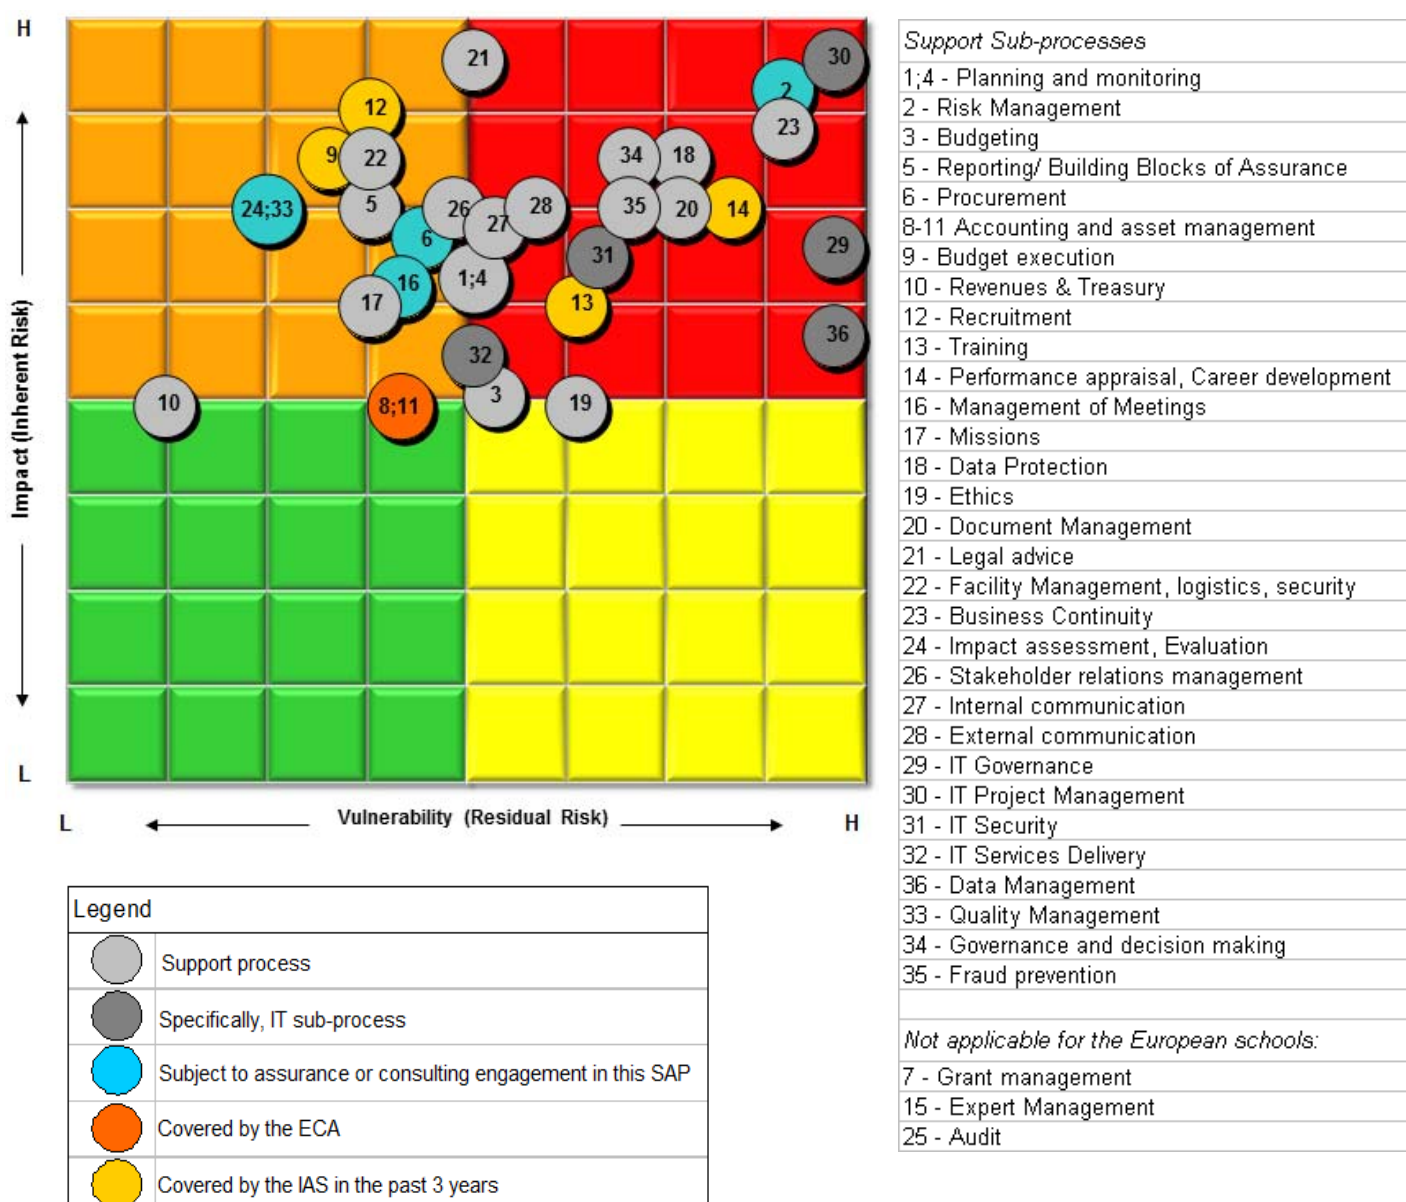 H
21
30
2
12
23
9
22
34
18
24;33
5
26
28
35
20
14
27
6
29
31
1;4
16
17
13
36
32
3
10
8;11
19
Impact (Inherent Risk)
L
L
Vulnerability (Residual Risk)
H
Support Sub-processes
1;4 - Planning and monitoring
2 - Risk Management
3 - Budgeting
5 - Reporting/ Building Blocks of Assurance
6 - Procurement
8-11 Accounting and asset management
9 - Budget execution
10 - Revenues & Treasury
12 - Recruitment
13 - Training
14 - Performance appraisal, Career development
16 - Management of Meetings
17 - Missions
18 - Data Protection
19 - Ethics
20 - Document Management
21 - Legal advice
22 - Facility Management, logistics, security
23 - Business Continuity
24 - Impact assessment, Evaluation
26 - Stakeholder relations management
27 - Internal communication
28 - External communication
29 - IT Governance
30 - IT Project Management
31 - IT Security
32 - IT Services Delivery
36 - Data Management
33 - Quality Management
34 - Governance and decision making
35 - Fraud prevention
Not applicable for the European schools:
7 - Grant management
15 - Expert Management
25 - Audit
Legend
Support process
Specifically, IT sub-process
Subject to assurance or consulting engagement in this SAP
Covered by the ECA
Covered by the IAS in the past 3 years